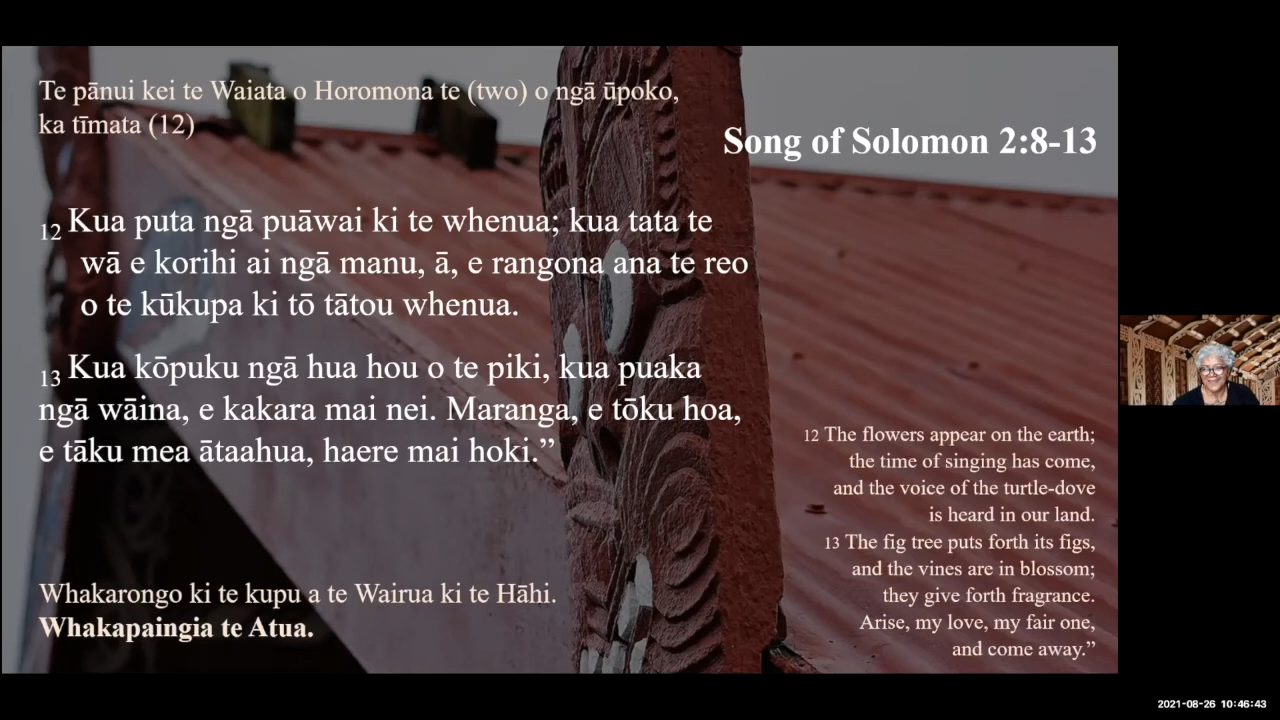 Te pānui kei te Waiata o Horomona te (two) o ngā ūpoko,
ka tīmata (12)
Song of Solomon 2:8-13
12 Kua puta ngā puāwai ki te whenua; kua tata te
wā e korihi ai ngā manu, ā, e rangona ana te reo
o te kūkupa ki tō tātou whenua.
13 Kua kōpuku ngā hua hou o te piki, kua puaka
ngā wāina, e kakara mai nei. Maranga, e tōku hoa,
e tāku mea ātaahua, haere mai hoki.”
Whakarongo ki te kupu a te Wairua ki te Hāhi.
Whakapaingia te Atua.
12 The flowers appear on the earth;
the time of singing has come,
and the voice of the turtle-dove
is heard in our land.
13 The fig tree puts forth its figs,
and the vines are in blossom;
they give forth fragrance.
Arise, my love, my fair one,
and come away.”
2021-08-26 10:46:43